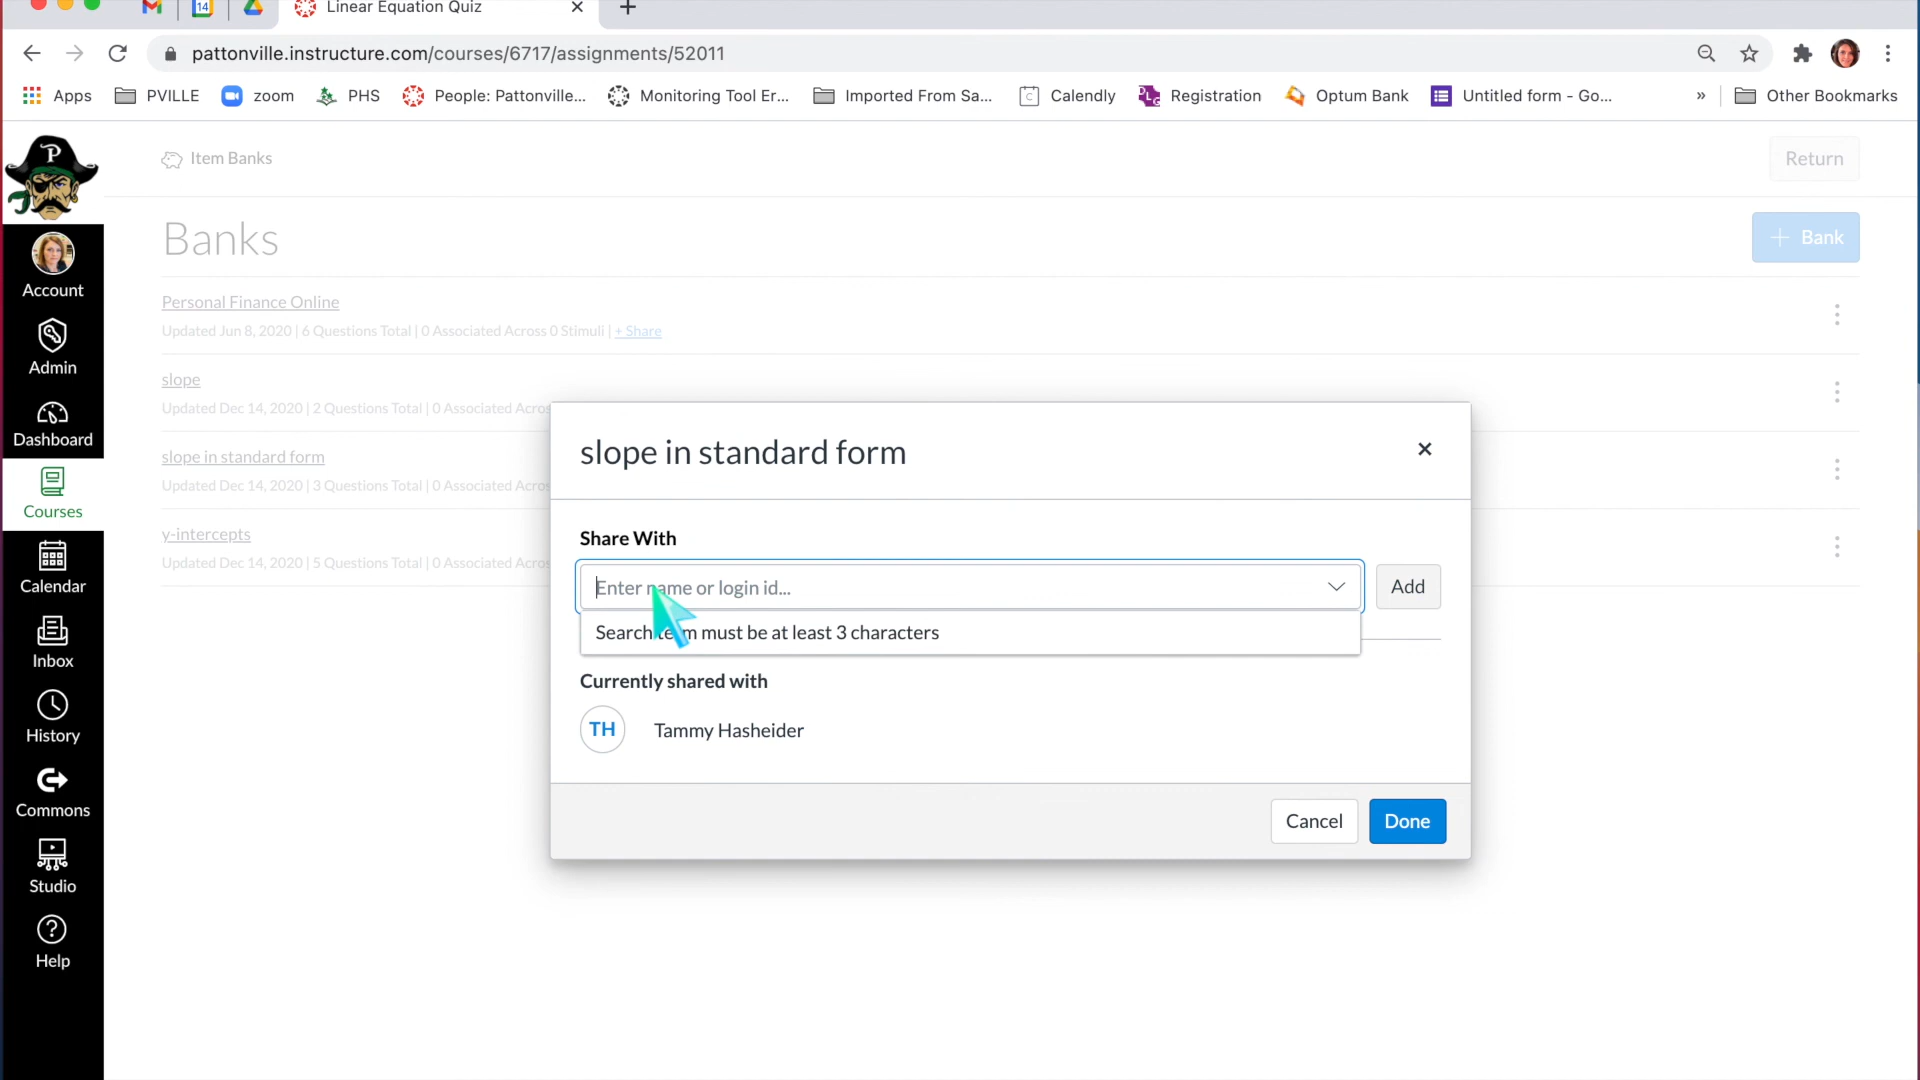 Linear Equation Quiz
14
pattonville.instructure.com/courses/6717/assignments/52011
Apps PVILLE zoom PHS People: Pattonville... Monitoring Tool Er... Imported From Sa... Calendly Registration Optum Bank Untitled form - Go... » Other Bookmarks
P
Item Banks
Return
Banks
+ Bank
Account
Admin
Dashboard
Courses
Calendar
Inbox
History
Commons
Studio
Help
Personal Finance Online
Updated Jun 8, 2020 | 6 Questions Total | 0 Associated Across 0 Stimuli | + Share
slope
Updated Dec 14, 2020 | 2 Questions Total | 0 Associated Acros
slope in standard form
Updated Dec 14, 2020 | 3 Questions Total | 0 Associated Acros
y-intercepts
Updated Dec 14, 2020 | 5 Questions Total | 0 Associated Acros
slope in standard form
Share With
Enter name or login id...
Add
Search term must be at least 3 characters
Currently shared with
TH Tammy Hasheider
Cancel
Done